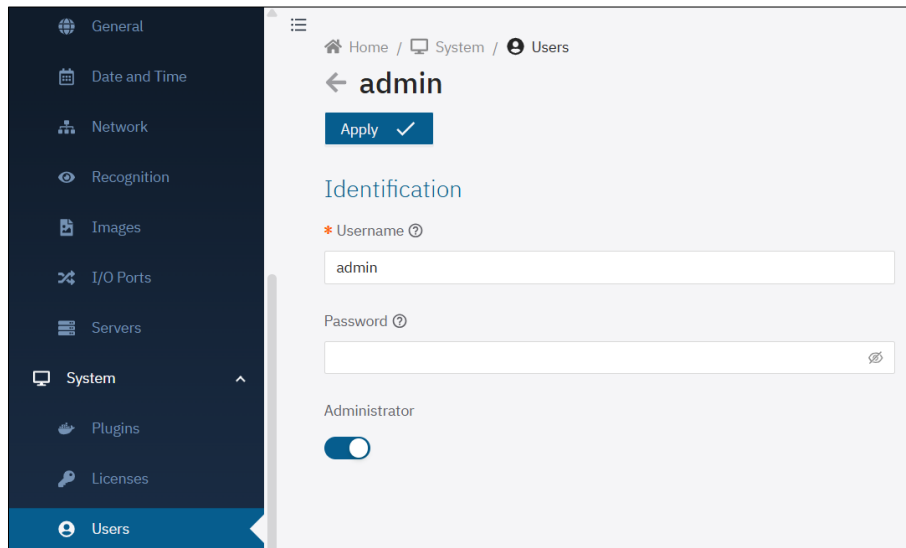 General
Date and Time
Network
Recognition
Images
I/O Ports
Servers
System
Plugins
Licenses
Users
Home / System / Users
admin
Apply
Identification
* Username
admin
Password
Administrator